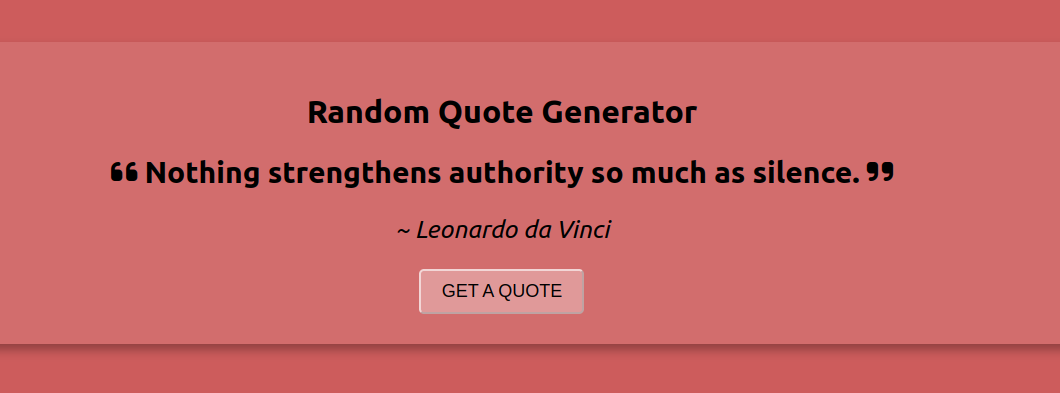 Random Quote Generator
❝ Nothing strengthens authority so much as silence. ❞
~ Leonardo da Vinci
GET A QUOTE